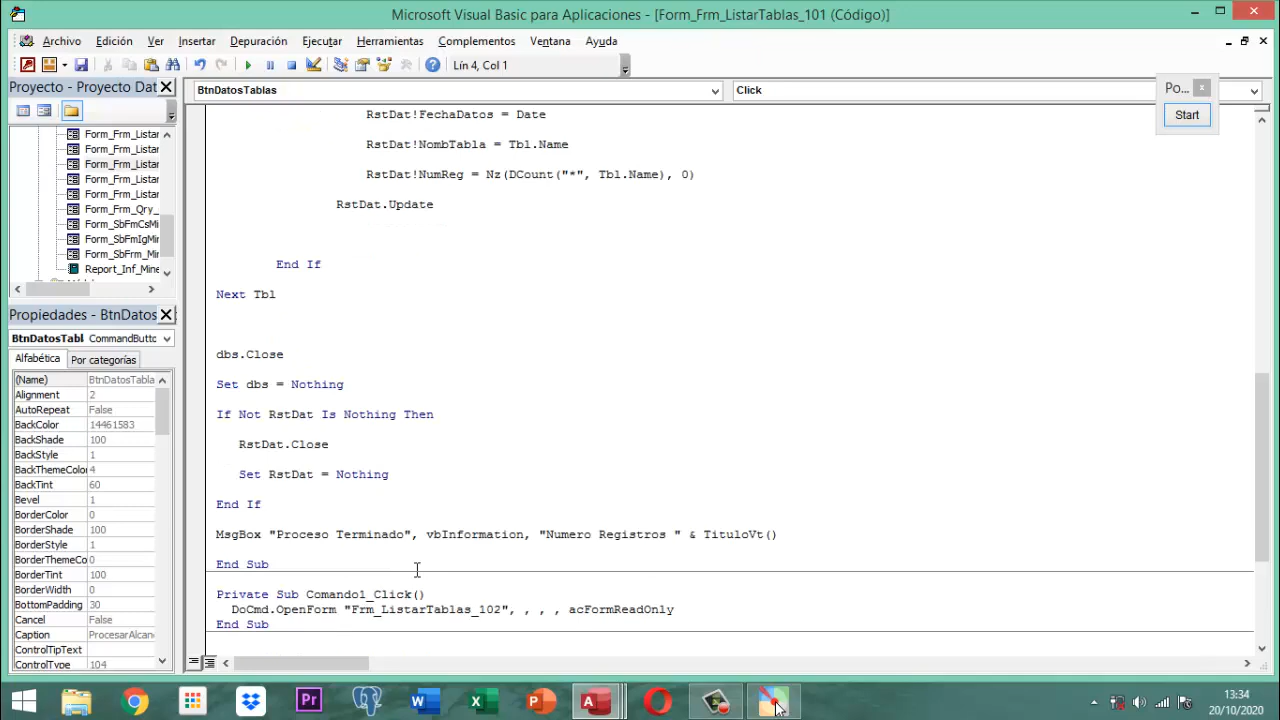 Microsoft Visual Basic para Aplicaciones - [Form_Frm_ListarTablas_101 (Código)]
Archivo Edición Ver Insertar Depuración Ejecutar Herramientas Complementos Ventana Ayuda
Lín 4, Col 1
Proyecto - Proyecto Dat
Form_Frm_Listar
Form_Frm_Listar
Form_Frm_Listar
Form_Frm_Listar
Form_Frm_Listar
Form_Frm_Qry_
Form_SbFmCsMi
Form_SbFmIgMin
Form_SbFrm_Mi
Report_Inf_Mine
Propiedades - BtnDatos
BtnDatosTabl CommandButto
Alfabética Por categorías
(Name) BtnDatosTabla
Alignment 2
AutoRepeat False
BackColor 14461583
BackShade 100
BackStyle 1
BackThemeColor 4
BackTint 60
Bevel 1
BorderColor 0
BorderShade 100
BorderStyle 1
BorderThemeCo 0
BorderTint 100
BorderWidth 0
BottomPadding 30
Cancel False
Caption ProcesarAlcan
ControlTipText
ControlType 104
BtnDatosTablas Click
Po...
Start
RstDat!FechaDatos = Date
RstDat!NombTabla = Tbl.Name
RstDat!NumReg = Nz(DCount("*", Tbl.Name), 0)
RstDat.Update
End If
Next Tbl
dbs.Close
Set dbs = Nothing
If Not RstDat Is Nothing Then
RstDat.Close
Set RstDat = Nothing
End If
MsgBox "Proceso Terminado", vbInformation, "Numero Registros " & TituloVt()
End Sub
Private Sub Comando1_Click()
DoCmd.OpenForm "Frm_ListarTablas_102", , , , acFormReadOnly
End Sub
Pr
13:34
20/10/2020